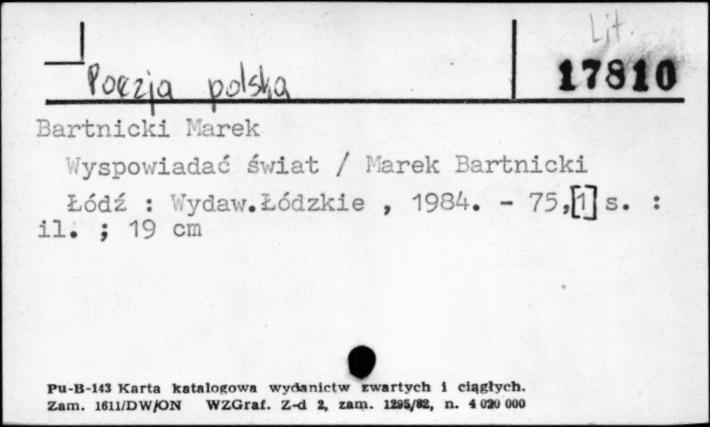 Lit.
Poezja polska 17810
Bartnicki Marek
Wyspowiadać świat / Marek Bartnicki
Łódź : Wydaw.Łódzkie , 1984. - 75,[1] s. :
il. ; 19 cm
Pu-B-143 Karta katalogowa wydanictw zwartych i ciągłych.
Zam. 1611/DW/ON WZGraf. Z-d 2, zam. 1295/82, n. 4 020 000